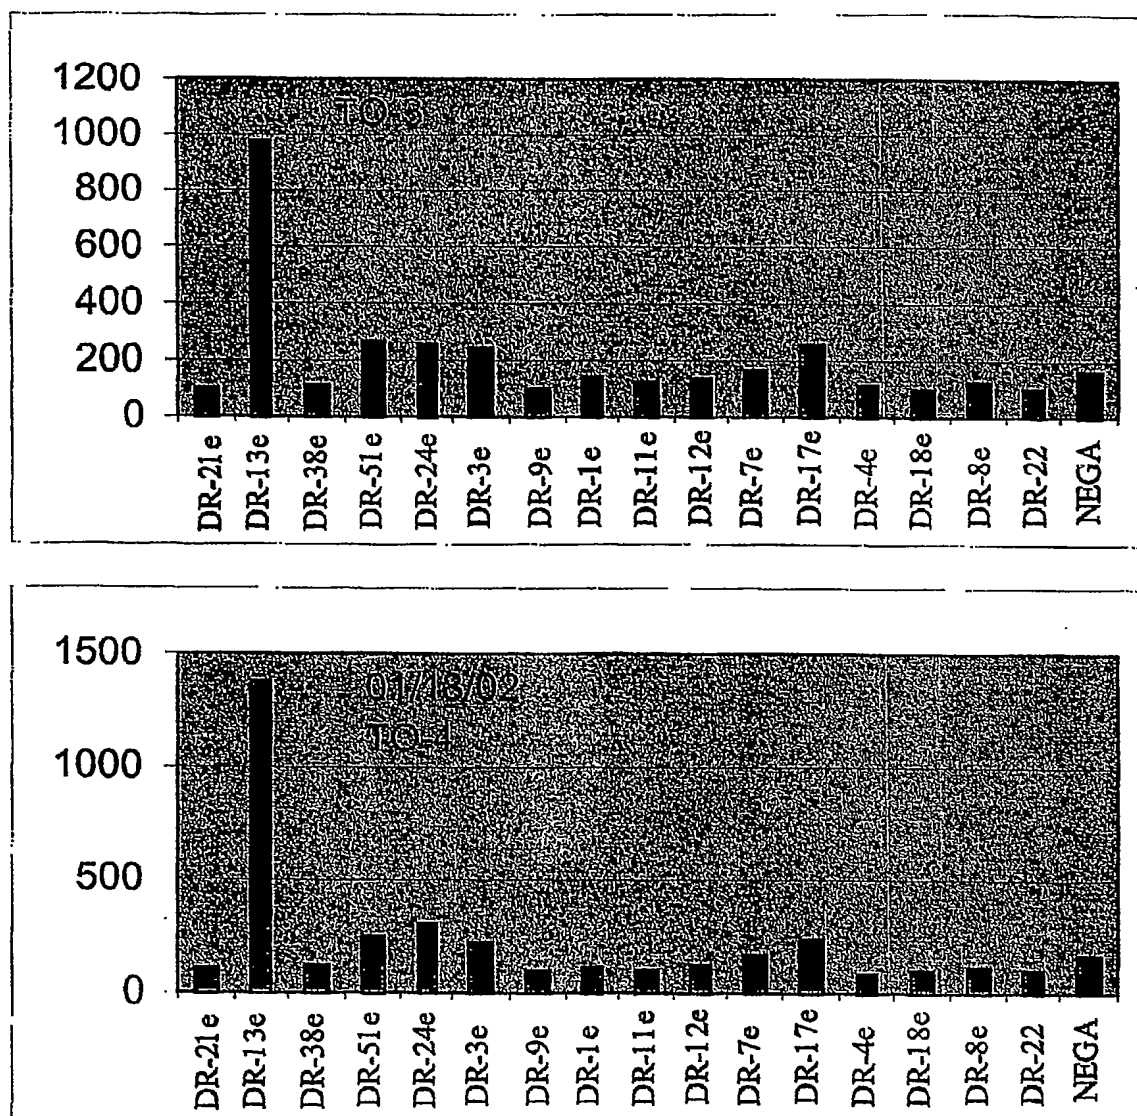 1200
1000
800
600
400
200
0
TO-3
DR-21e
DR-13e
DR-38e
DR-51e
DR-24e
DR-3e
DR-9e
DR-1e
DR-11e
DR-12e
DR-7e
DR-17e
DR-4e
DR-18e
DR-8e
DR-22
NEGA
1500
1000
500
0
01/18/02
TO-4
DR-21e
DR-13e
DR-38e
DR-51e
DR-24e
DR-3e
DR-9e
DR-1e
DR-11e
DR-12e
DR-7e
DR-17e
DR-4e
DR-18e
DR-8e
DR-22
NEGA